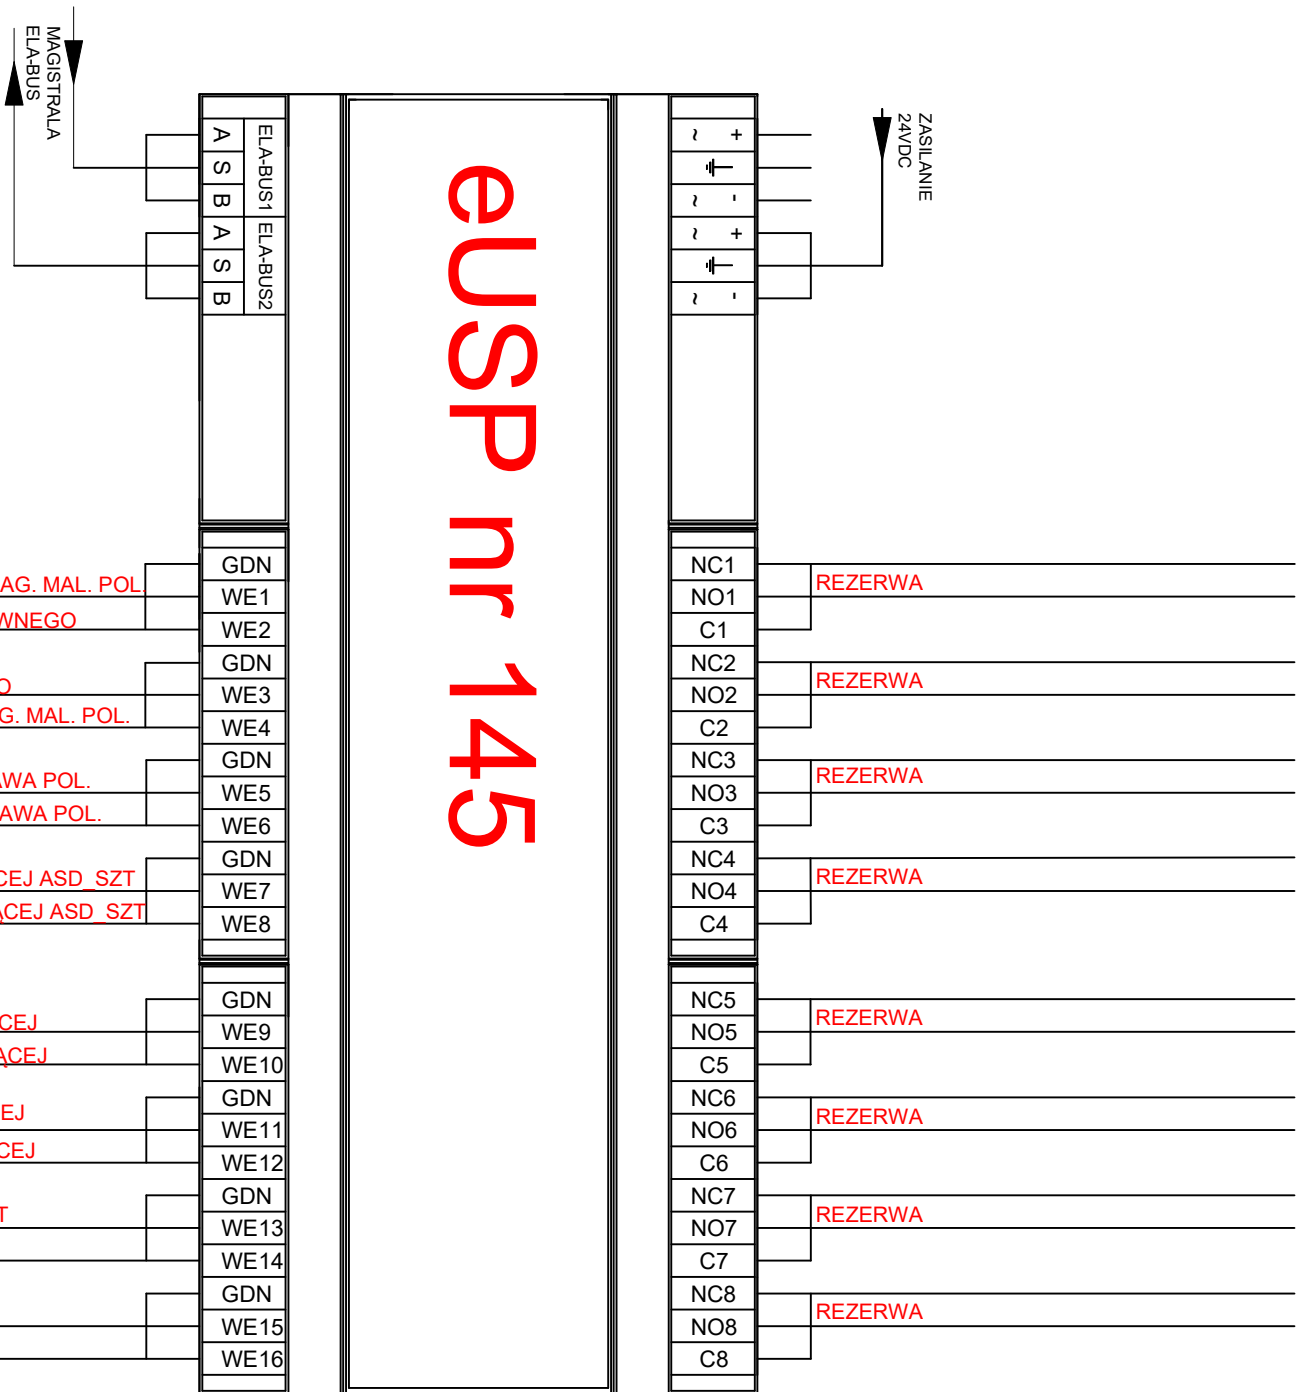 MAGISTRALA
ELA-BUS
ZASILANIE
24VDC
ELA-BUS1
A
S
B
ELA-BUS2
A
S
B
~ +
~ -
~ +
~ -
eUSP nr 145
GDN
AG. MAL. POL.
WE1
WNEGO
WE2
GDN
O
WE3
G. MAL. POL.
WE4
GDN
AWA POL.
WE5
AWA POL.
WE6
GDN
CEJ ASD_SZT
WE7
ĄCEJ ASD_SZT
WE8
GDN
CEJ
WE9
ĄCEJ
WE10
GDN
EJ
WE11
CEJ
WE12
GDN
T
WE13
WE14
GDN
WE15
WE16
NC1
REZERWA
NO1
C1
NC2
REZERWA
NO2
C2
NC3
REZERWA
NO3
C3
NC4
REZERWA
NO4
C4
NC5
REZERWA
NO5
C5
NC6
REZERWA
NO6
C6
NC7
REZERWA
NO7
C7
NC8
REZERWA
NO8
C8